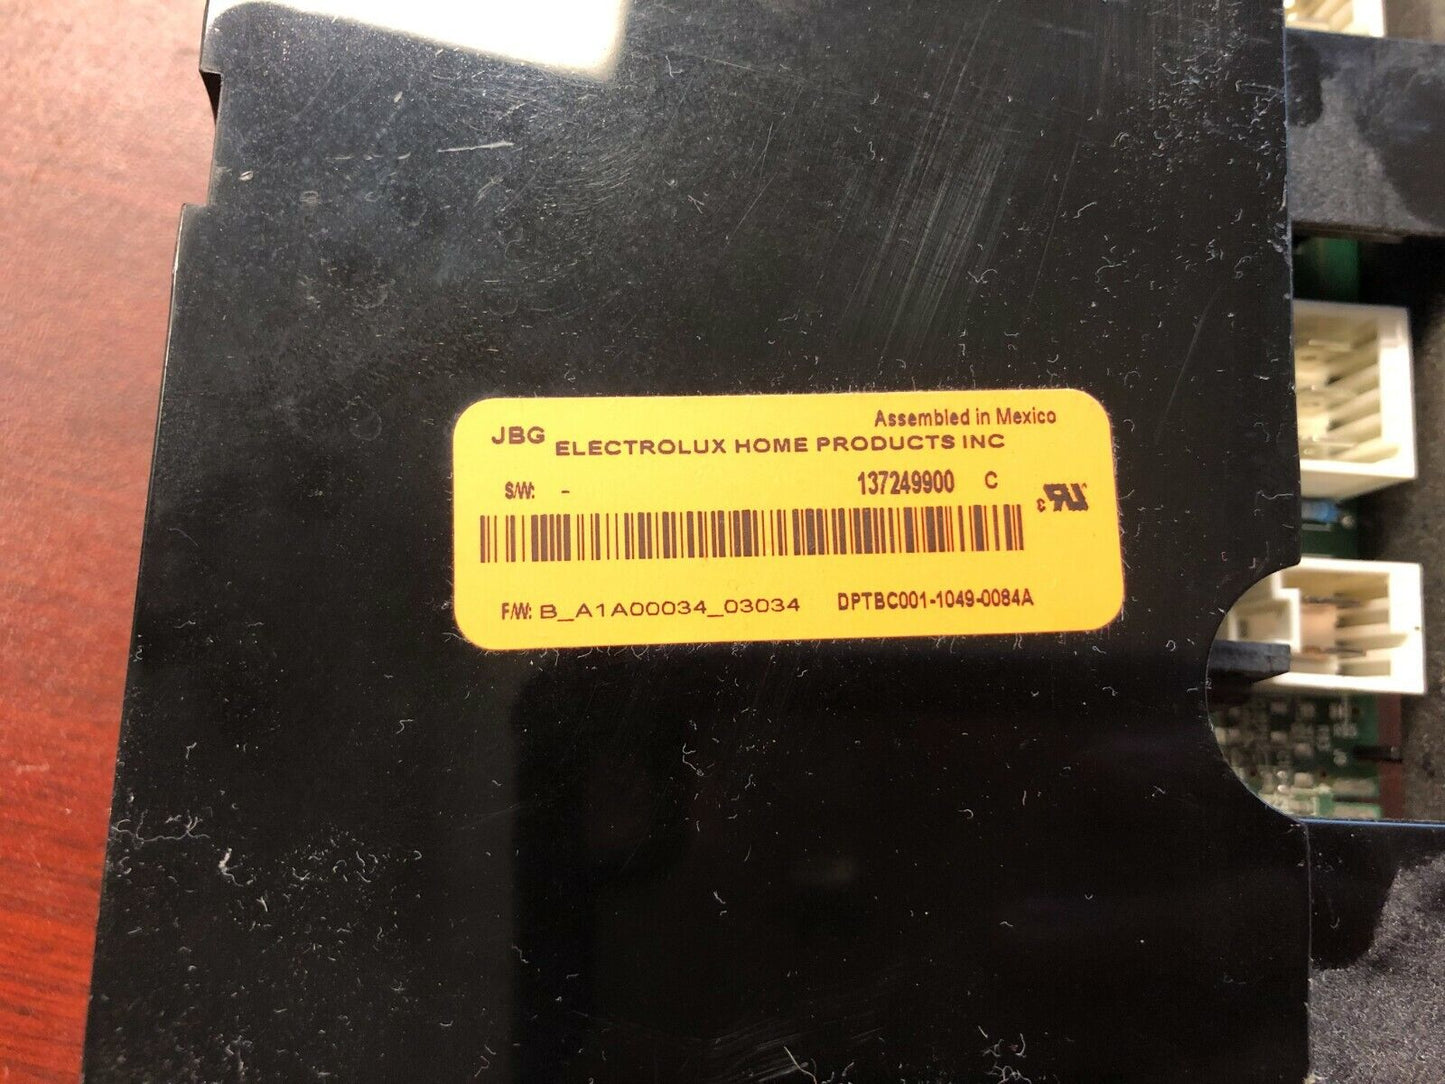 Assembled in Mexico
JBG ELECTROLUX HOME PRODUCTS INC
S/W: - 137249900 C
F/W: B_A1A00034_03034 DPTBC001-1049-0084A